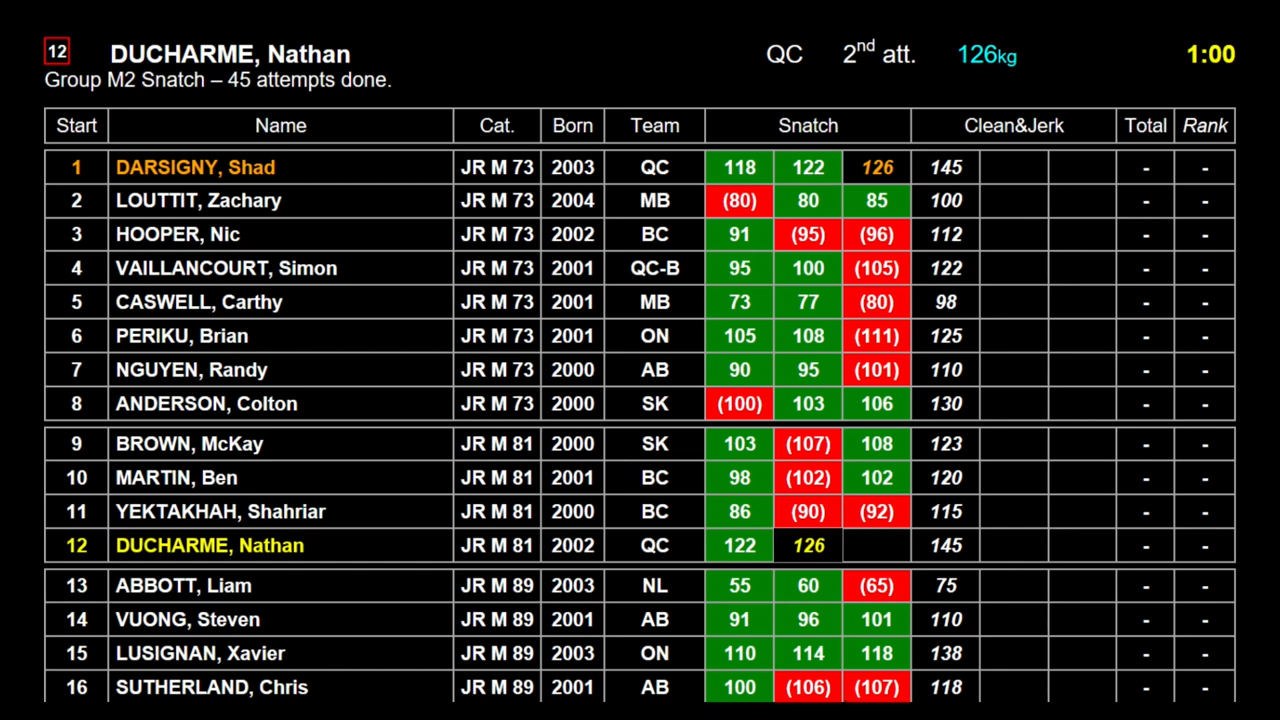 12 DUCHARME, Nathan QC 2nd att. 126kg 1:00
Group M2 Snatch – 45 attempts done.
Start Name Cat. Born Team Snatch Clean&Jerk Total Rank
1 DARSIGNY, Shad JR M 73 2003 QC 118 122 126 145 - -
2 LOUTTIT, Zachary JR M 73 2004 MB (80) 80 85 100 - -
3 HOOPER, Nic JR M 73 2002 BC 91 (95) (96) 112 - -
4 VAILLANCOURT, Simon JR M 73 2001 QC-B 95 100 (105) 122 - -
5 CASWELL, Carthy JR M 73 2001 MB 73 77 (80) 98 - -
6 PERIKU, Brian JR M 73 2001 ON 105 108 (111) 125 - -
7 NGUYEN, Randy JR M 73 2000 AB 90 95 (101) 110 - -
8 ANDERSON, Colton JR M 73 2000 SK (100) 103 106 130 - -
9 BROWN, McKay JR M 81 2000 SK 103 (107) 108 123 - -
10 MARTIN, Ben JR M 81 2001 BC 98 (102) 102 120 - -
11 YEKTAKHAH, Shahriar JR M 81 2000 BC 86 (90) (92) 115 - -
12 DUCHARME, Nathan JR M 81 2002 QC 122 126 145 - -
13 ABBOTT, Liam JR M 89 2003 NL 55 60 (65) 75 - -
14 VUONG, Steven JR M 89 2001 AB 91 96 101 110 - -
15 LUSIGNAN, Xavier JR M 89 2003 ON 110 114 118 138 - -
16 SUTHERLAND, Chris JR M 89 2001 AB 100 (106) (107) 118 - -